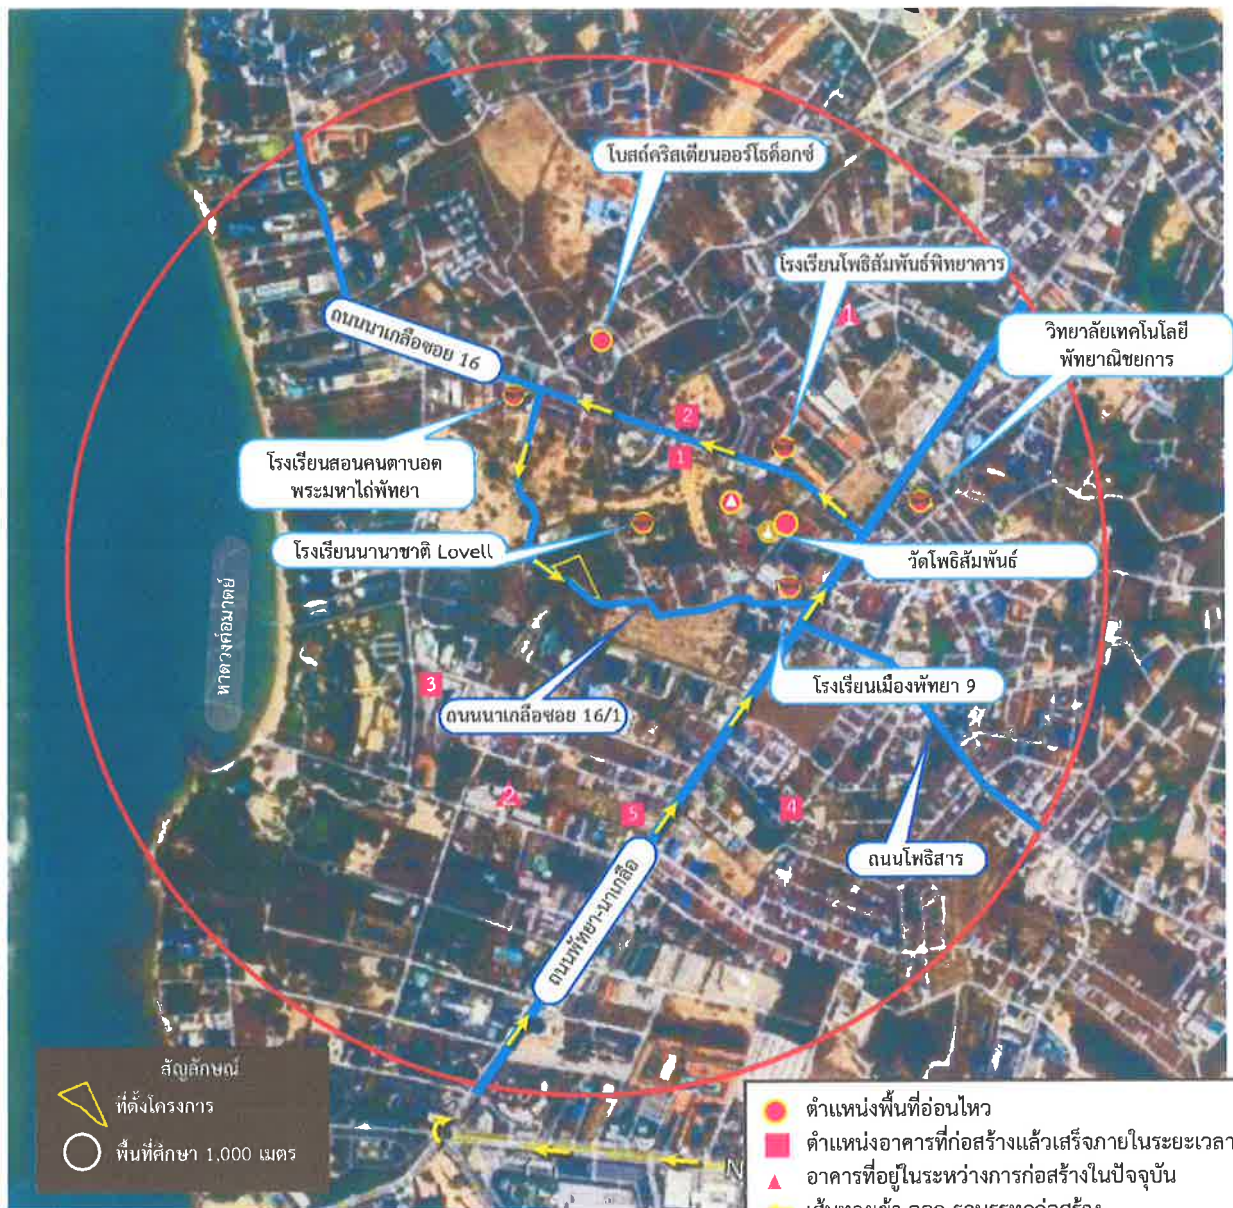 โบสถ์คริสเตียนออร์โธด็อกซ์
โรงเรียนโพธิสัมพันธ์พิทยาคาร
1
วิทยาลัยเทคโนโลยี
พัทยาณิชยการ
ถนนนาเกลือซอย 16
2
1
โรงเรียนสอนคนตาบอด
พระมหาไถ่พัทยา
โรงเรียนนานาชาติ Lovell
วัดโพธิสัมพันธ์
หาดวงศ์อมาตย์
3
โรงเรียนเมืองพัทยา 9
ถนนนาเกลือซอย 16/1
2
5
4
ถนนโพธิสาร
ถนนพัทยา-นาเกลือ
สัญลักษณ์
ที่ตั้งโครงการ
พื้นที่ศึกษา 1,000 เมตร
N
ตำแหน่งพื้นที่อ่อนไหว
ตำแหน่งอาคารที่ก่อสร้างแล้วเสร็จภายในระยะเวลา
อาคารที่อยู่ในระหว่างการก่อสร้างในปัจจุบัน